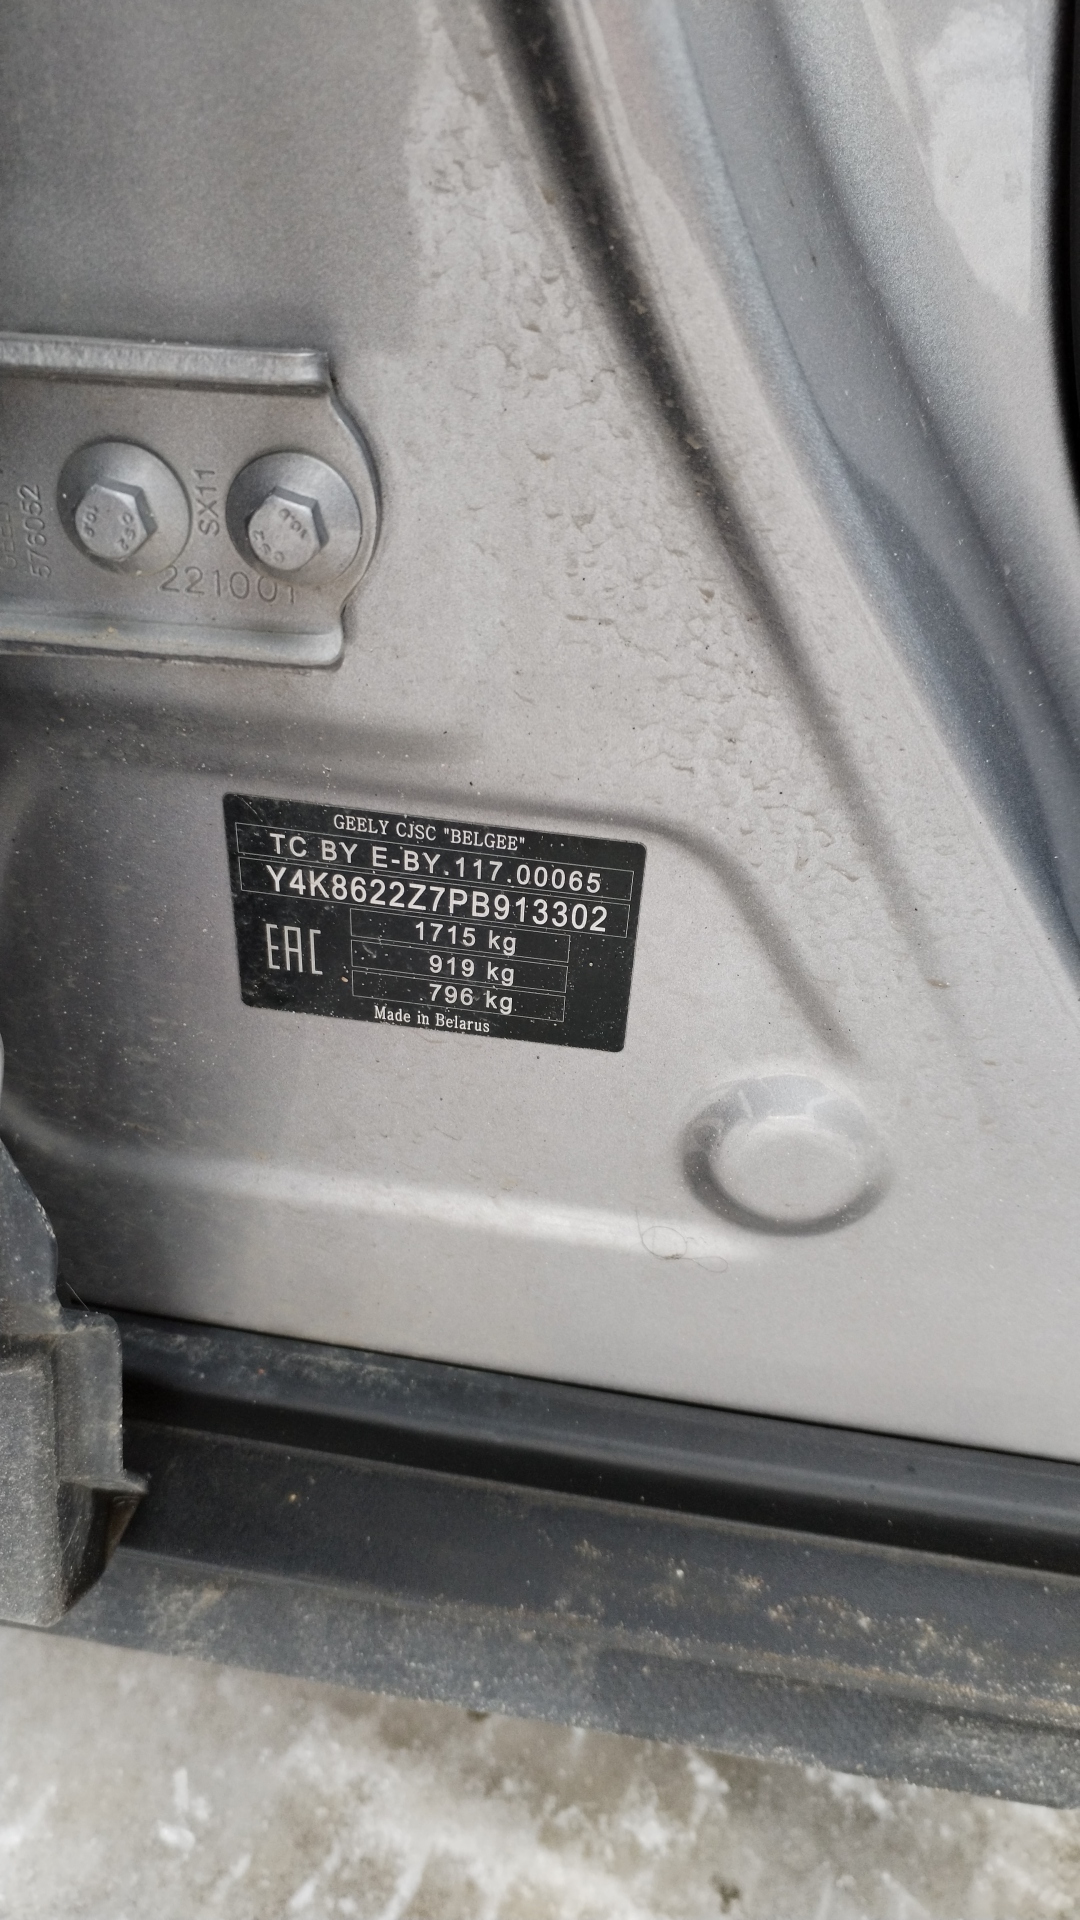 576052
SX11
221001
GEELY CJSC "BELGEE"
TC BY E-BY.117.00065
Y4K8622Z7PB913302
1715 kg
919 kg
EAC
796 kg
Made in Belarus